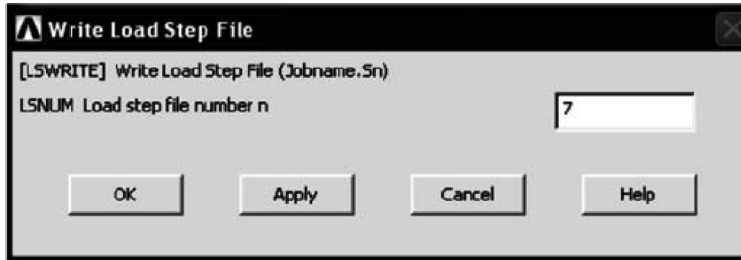 Write Load Step File
[LSWRITE] Write Load Step File (Jobname.Sn)
LSNUM Load step file number n 7
OK Apply Cancel Help